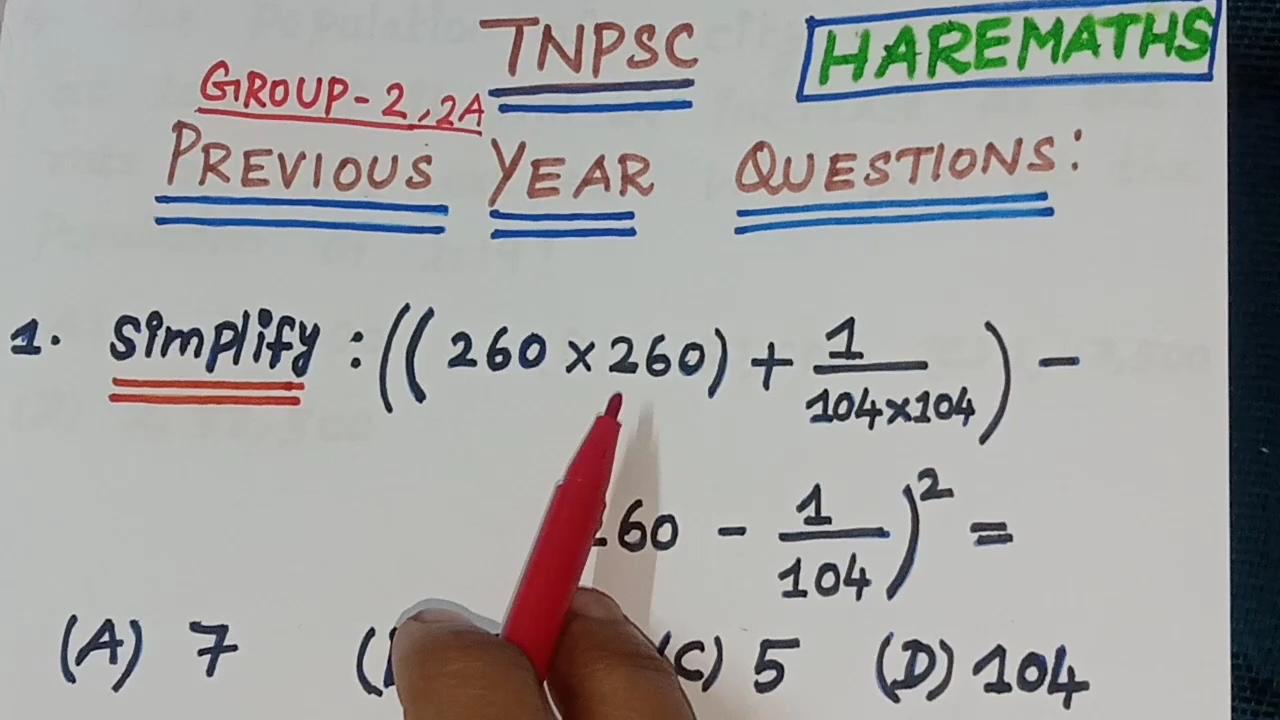 TNPSC
HAREMATHS
GROUP-2,2A
PREVIOUS YEAR QUESTIONS:
1. Simplify : ((260 × 260) + 1/(104×104)) -
260 - 1/104)² =
(A) 7 (C) 5 (D) 104